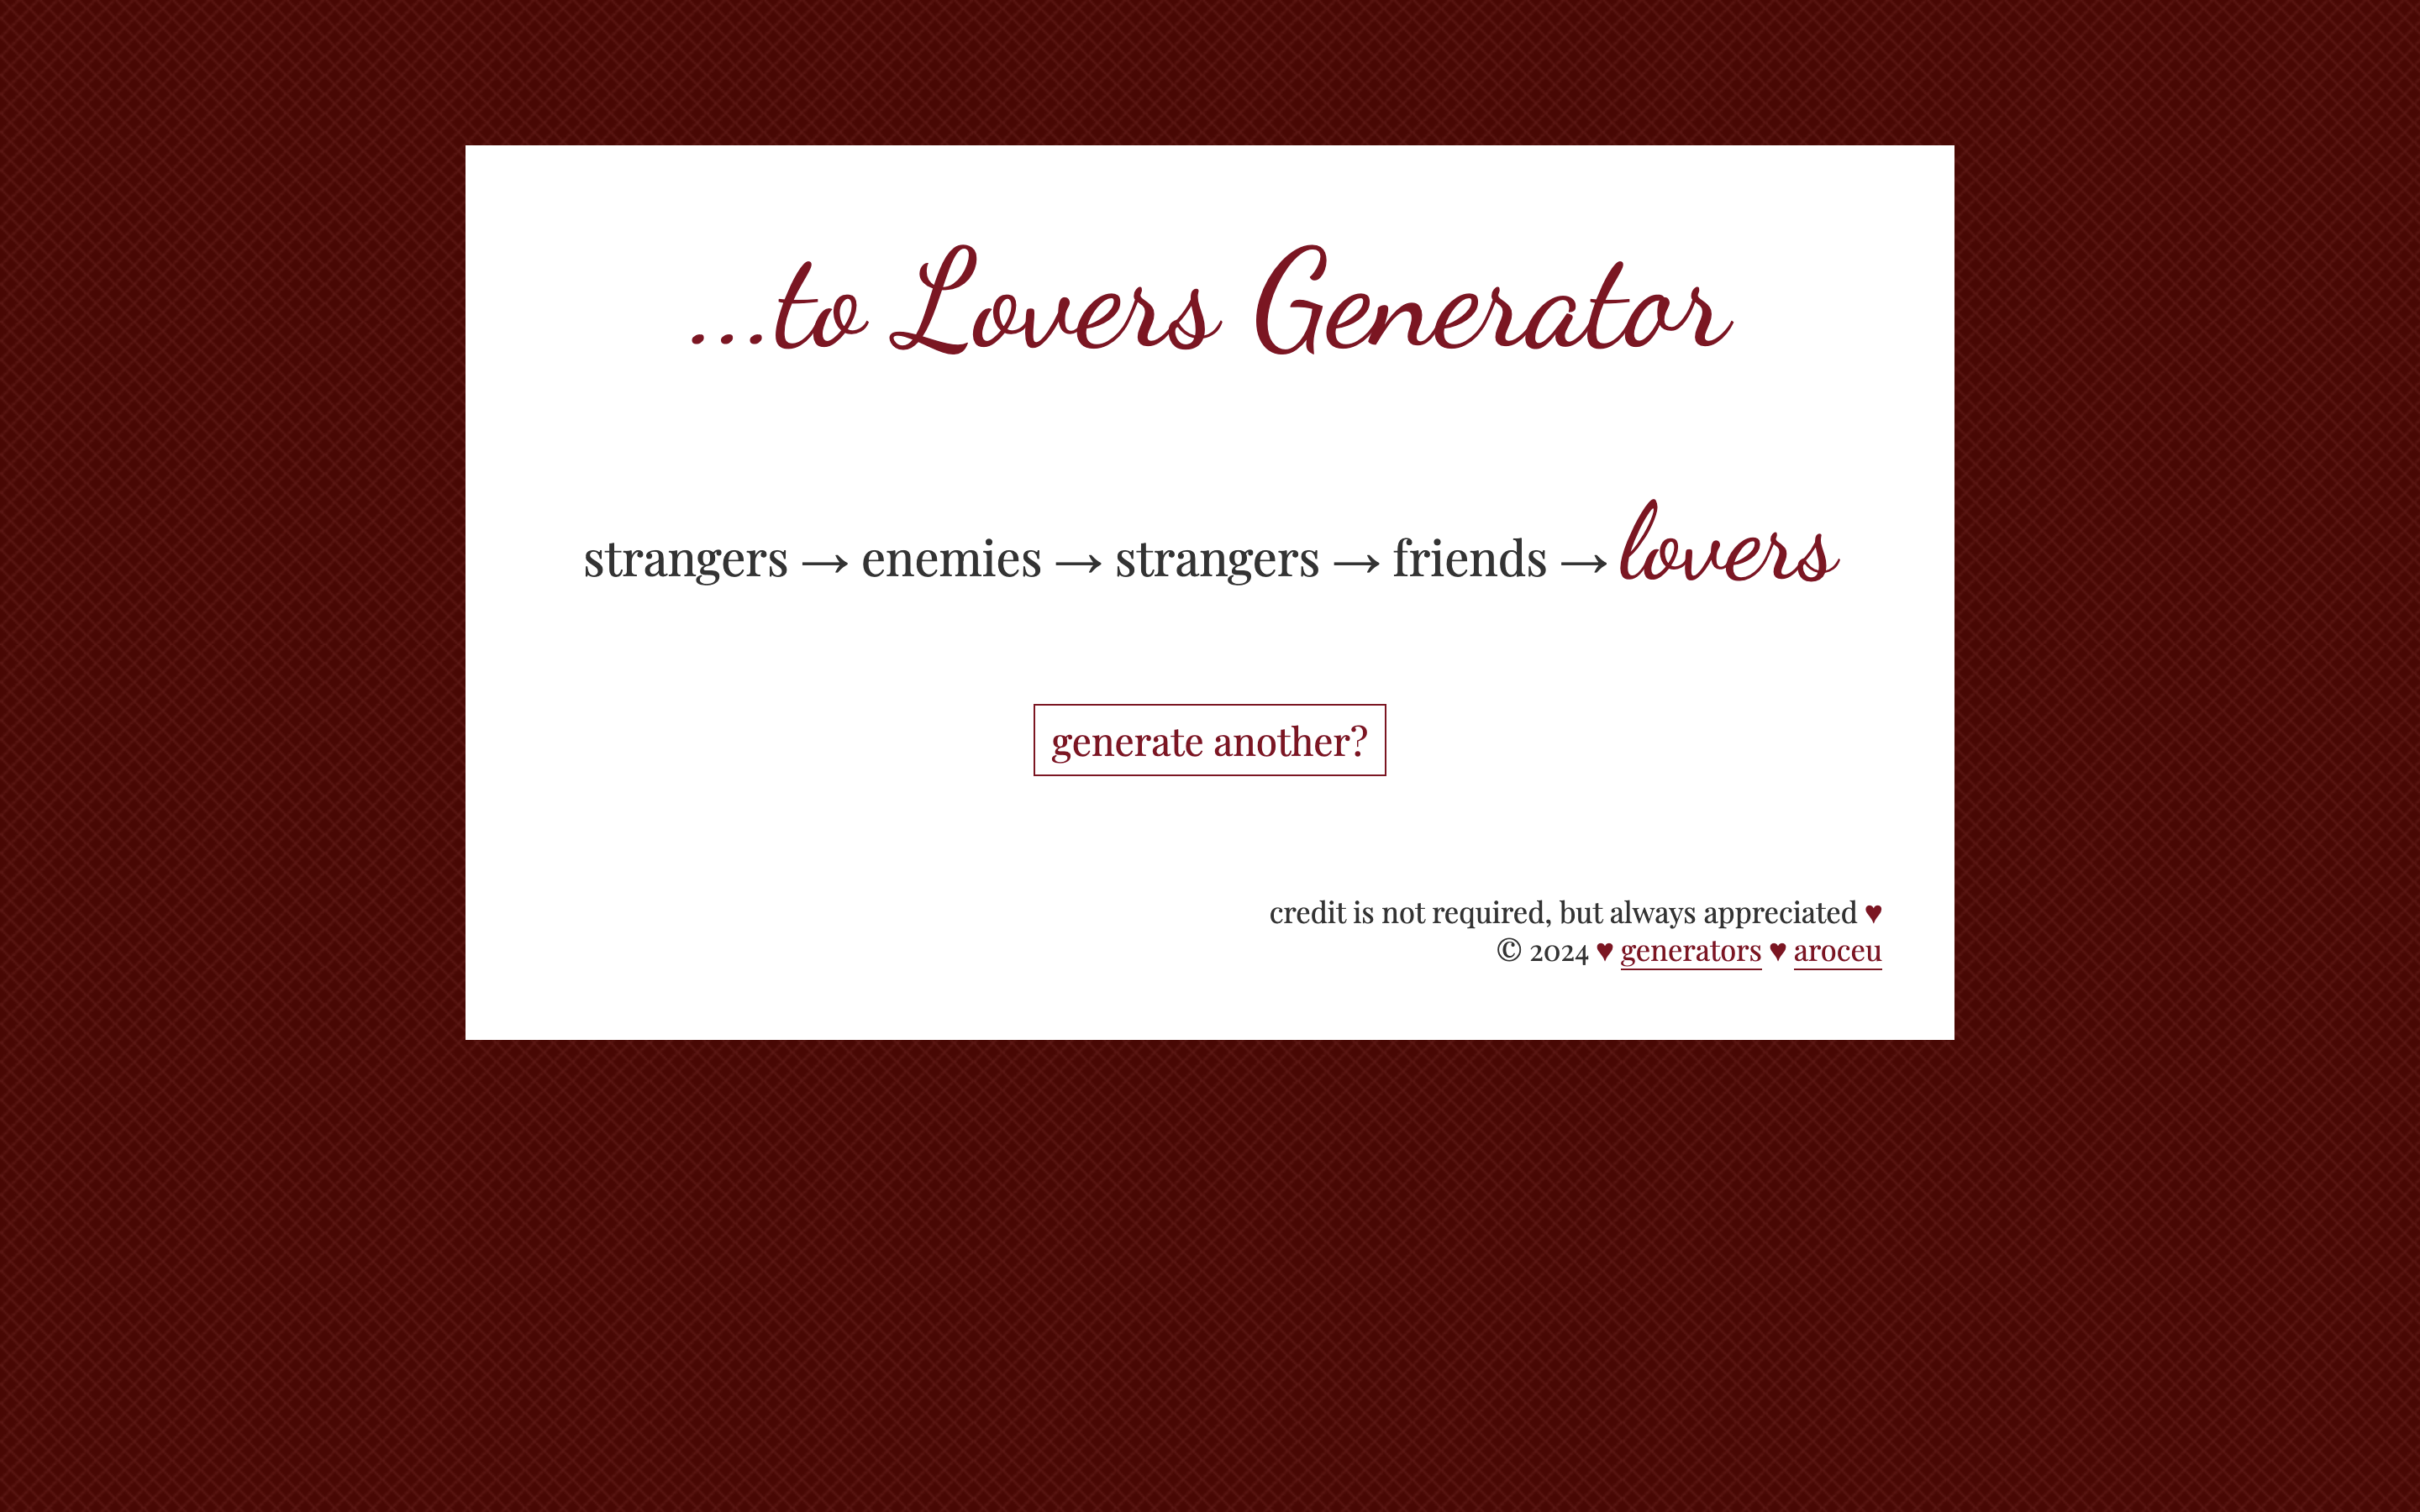 ...to Lovers Generator
strangers → enemies → strangers → friends → lovers
generate another?
credit is not required, but always appreciated ♥
© 2024 ♥ generators ♥ aroceu